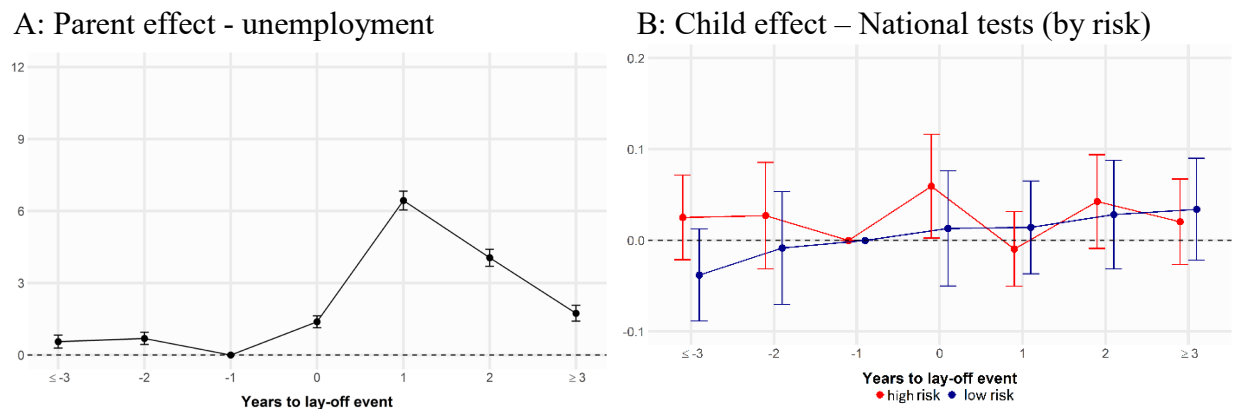 A: Parent effect - unemployment
12
9
6
3
0
≤ -3 -2 -1 0 1 2 ≥ 3
Years to lay-off event
B: Child effect – National tests (by risk)
0.2
0.1
0.0
-0.1
≤ -3 -2 -1 0 1 2 ≥ 3
Years to lay-off event
high risk low risk